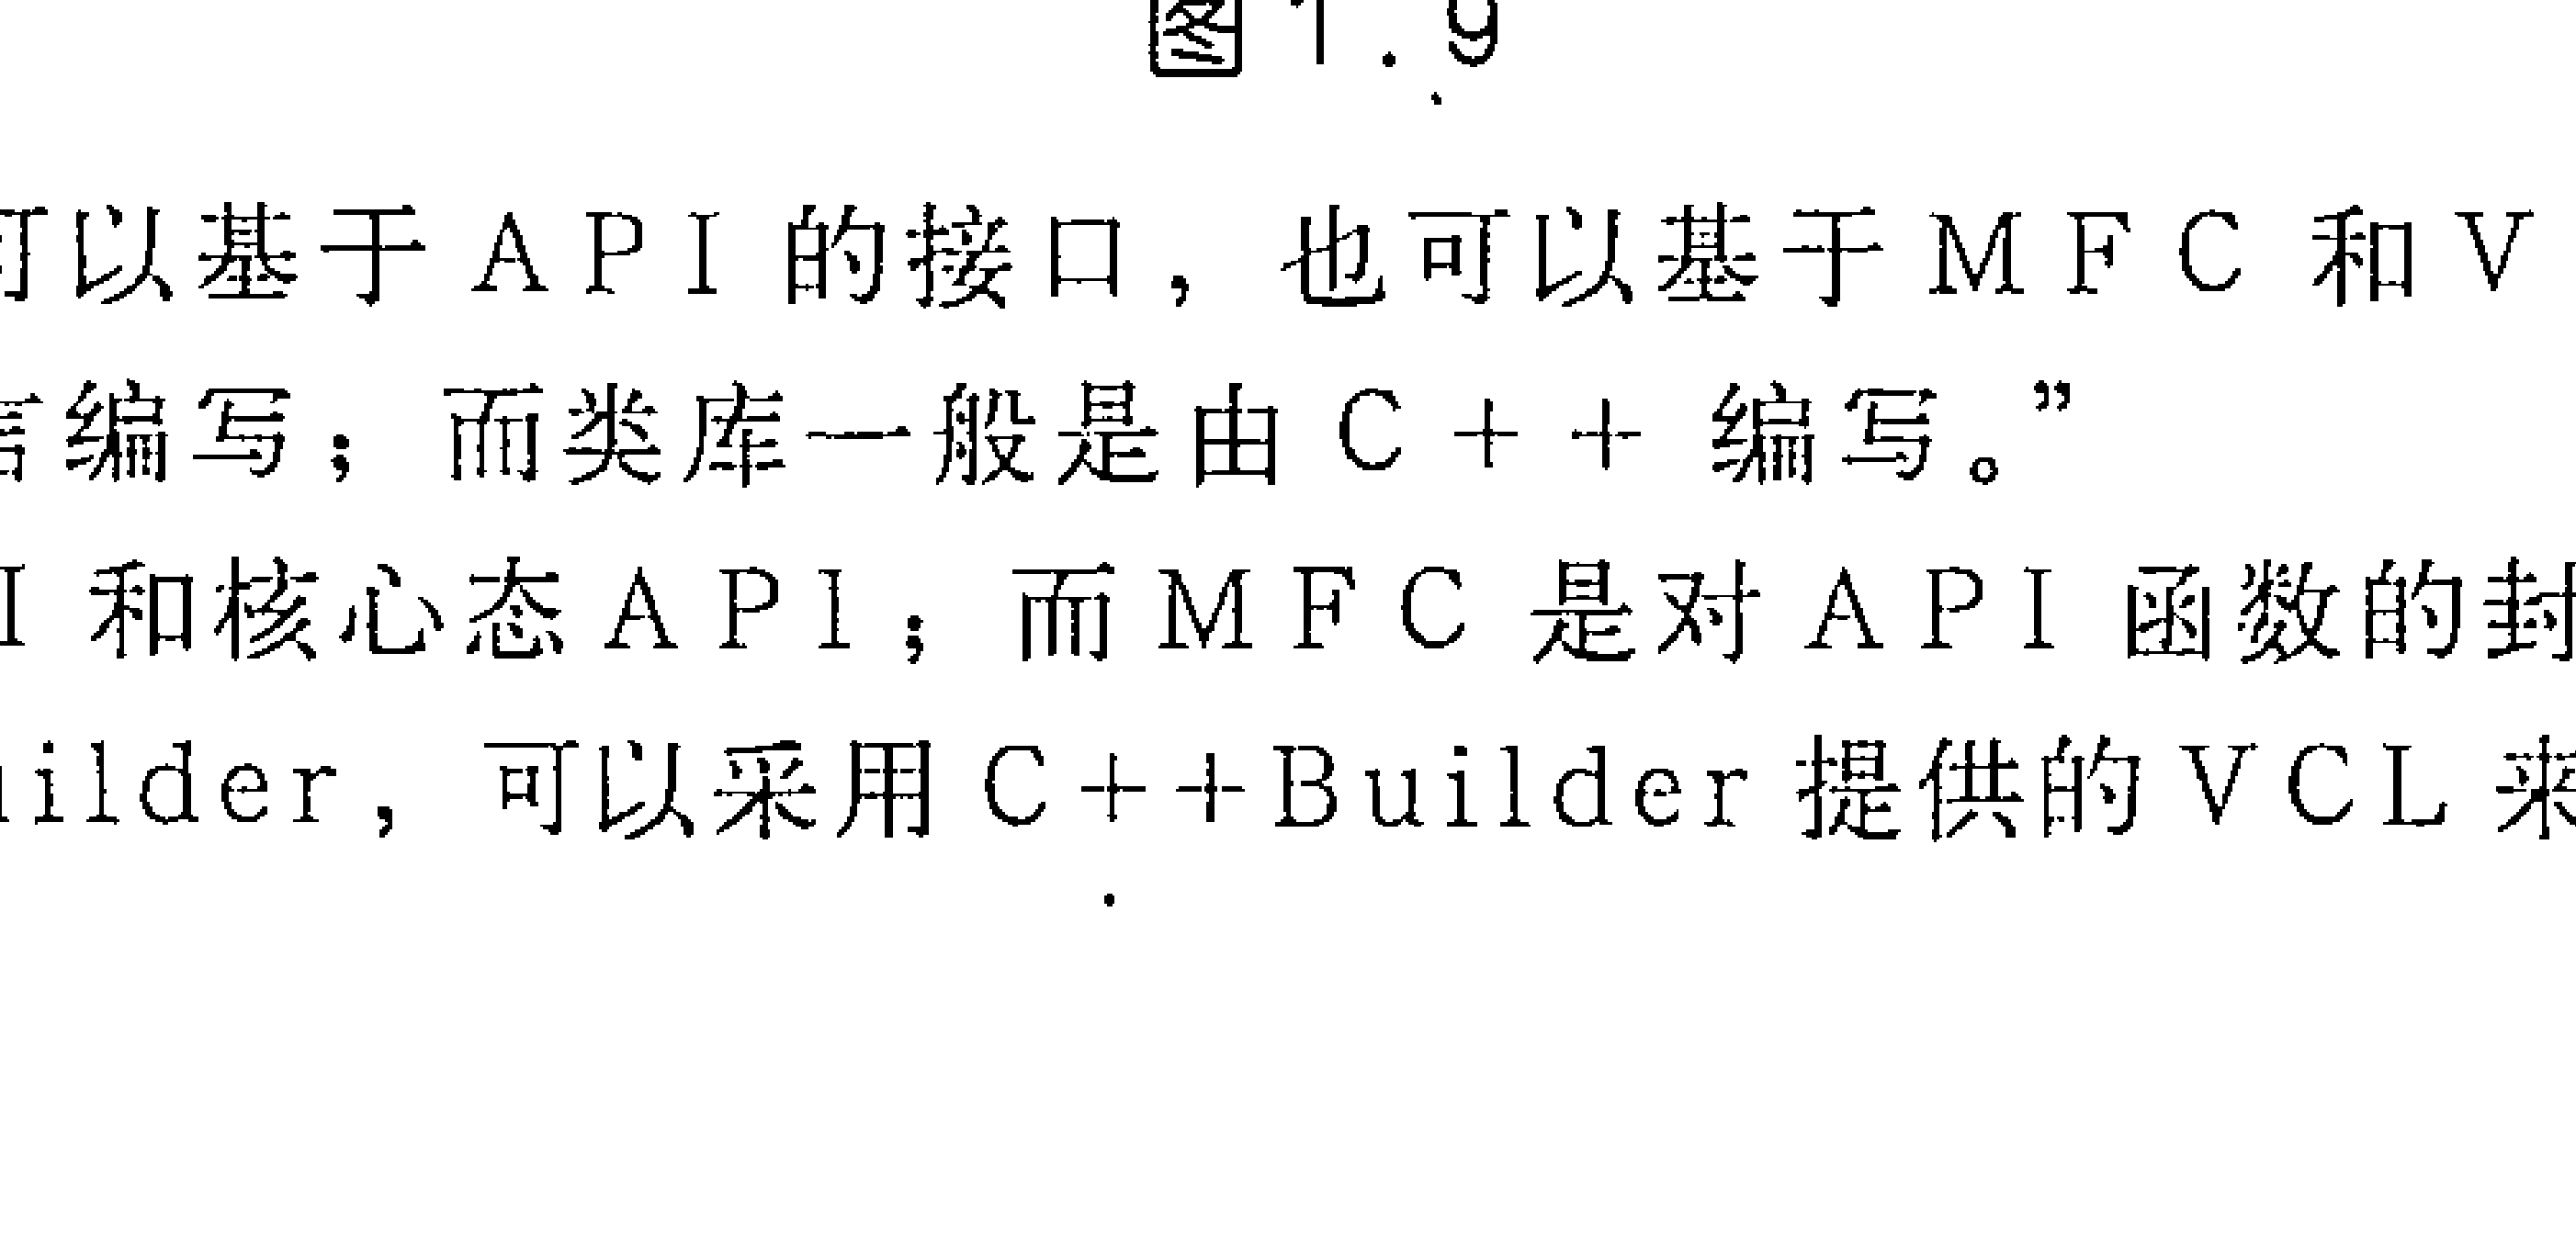 图1.9
可以基于API的接口，也可以基于MFC和V
言编写；而类库一般是由C++编写。”
I和核心态API；而MFC是对API函数的封
uilder，可以采用C++Builder提供的VCL来